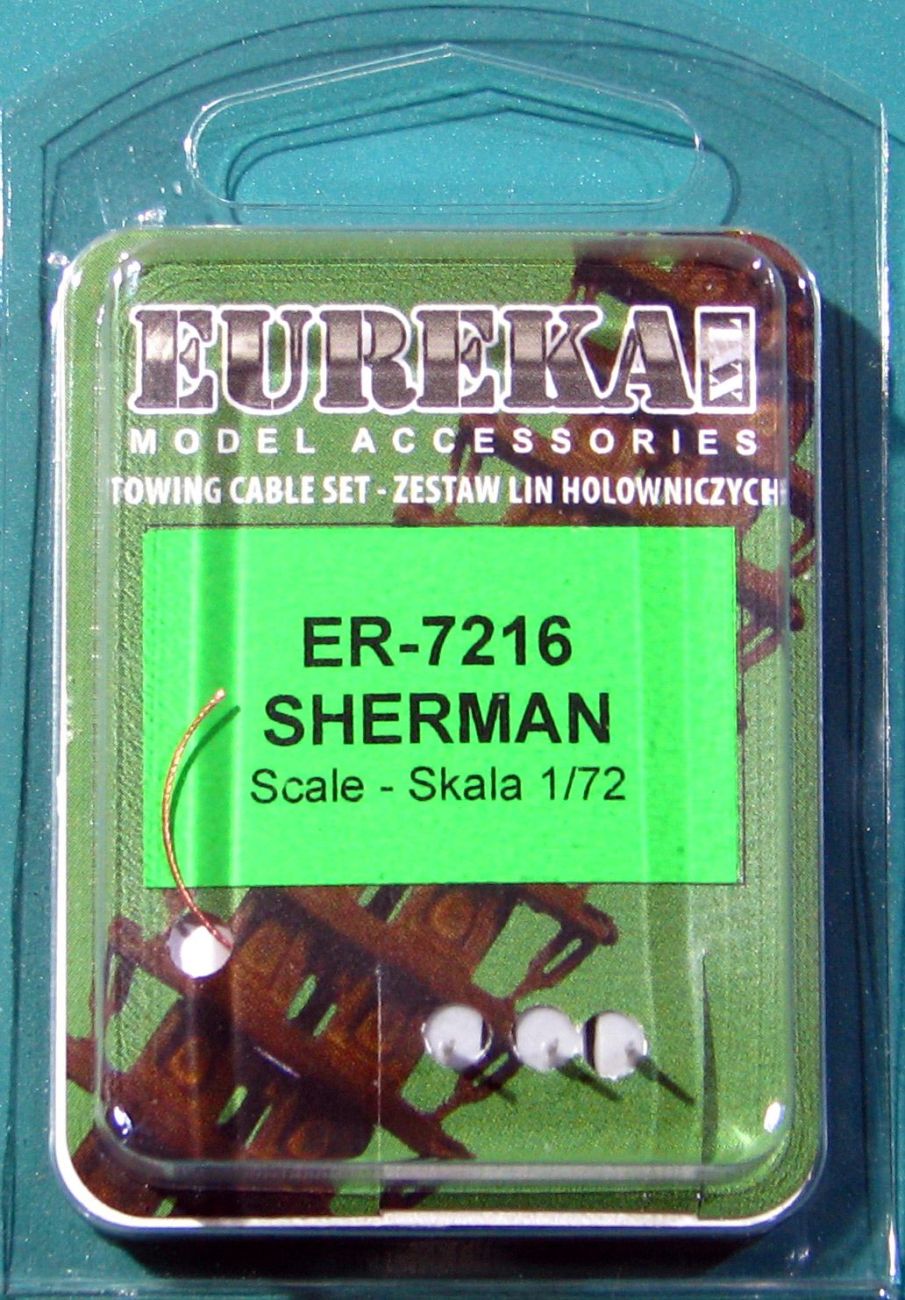 EUREKA XXL
MODEL ACCESSORIES
TOWING CABLE SET - ZESTAW LIN HOLOWNICZYCH
ER-7216
SHERMAN
Scale - Skala 1/72